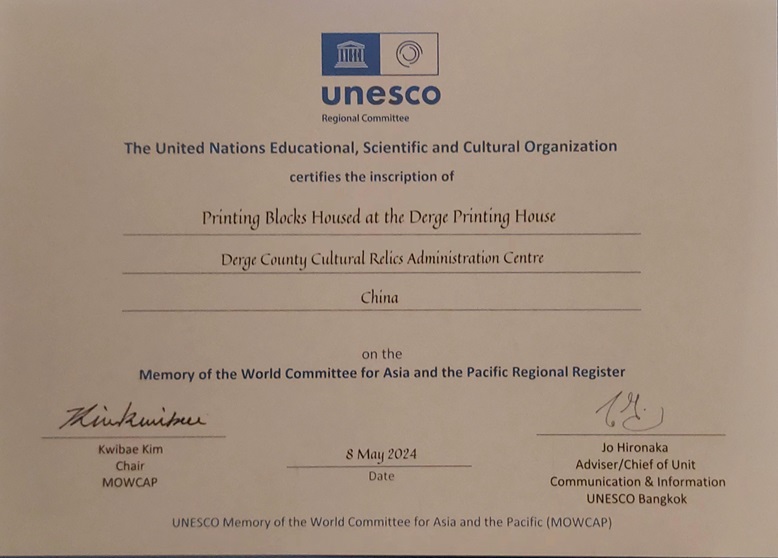 unesco
Regional Committee
The United Nations Educational, Scientific and Cultural Organization
certifies the inscription of
Printing Blocks Housed at the Derge Printing House
Derge County Cultural Relics Administration Centre
China
on the
Memory of the World Committee for Asia and the Pacific Regional Register
Kwibae Kim
Chair
MOWCAP
8 May 2024
Date
Jo Hironaka
Adviser/Chief of Unit
Communication & Information
UNESCO Bangkok
UNESCO Memory of the World Committee for Asia and the Pacific (MOWCAP)